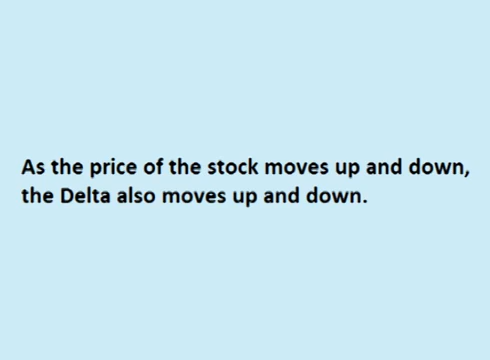 As the price of the stock moves up and down,
the Delta also moves up and down.